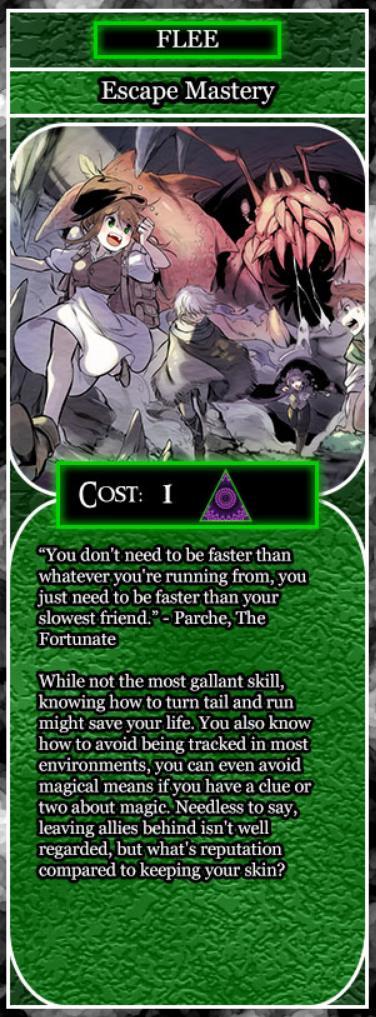 FLEE
Escape Mastery
COST: 1
“You don't need to be faster than
whatever you're running from, you
just need to be faster than your
slowest friend.” - Parche, The
Fortunate
While not the most gallant skill,
knowing how to turn tail and run
might save your life. You also know
how to avoid being tracked in most
environments, you can even avoid
magical means if you have a clue or
two about magic. Needless to say,
leaving allies behind isn't well
regarded, but what's reputation
compared to keeping your skin?